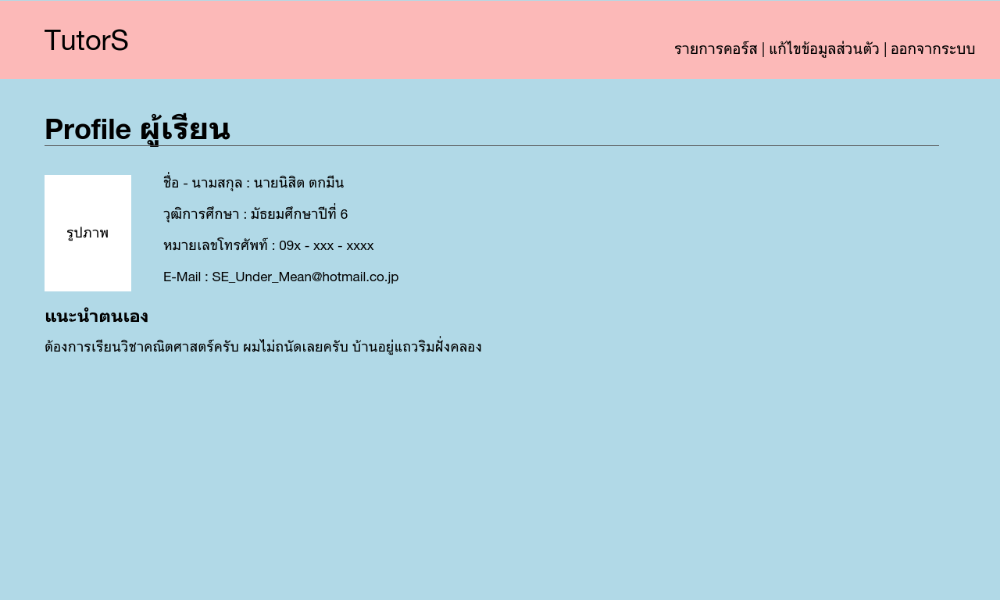 TutorS
รายการคอร์ส | แก้ไขข้อมูลส่วนตัว | ออกจากระบบ
Profile ผู้เรียน
รูปภาพ
ชื่อ - นามสกุล : นายนิสิต ตกมีน
วุฒิการศึกษา : มัธยมศึกษาปีที่ 6
หมายเลขโทรศัพท์ : 09x - xxx - xxxx
E-Mail : SE_Under_Mean@hotmail.co.jp
แนะนำตนเอง
ต้องการเรียนวิชาคณิตศาสตร์ครับ ผมไม่ถนัดเลยครับ บ้านอยู่แถวริมฝั่งคลอง